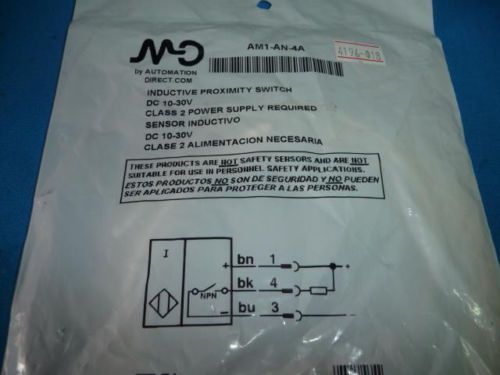 MD
AM1-AN-4A
4194-018
by AUTOMATION
DIRECT.COM
INDUCTIVE PROXIMITY SWITCH
DC 10-30V
CLASS 2 POWER SUPPLY REQUIRED
SENSOR INDUCTIVO
DC 10-30V
CLASE 2 ALIMENTACION NECESARIA
THESE PRODUCTS ARE NOT SAFETY SENSORS AND ARE NOT
SUITABLE FOR USE IN PERSONNEL SAFETY APPLICATIONS.
ESTOS PRODUCTOS NO SON DE SEGURIDAD Y NO PUEDEN
SER APLICADOS PARA PROTEGER A LAS PERSONAS.
I + bn 1 +
NPN bk 4
- bu 3 -